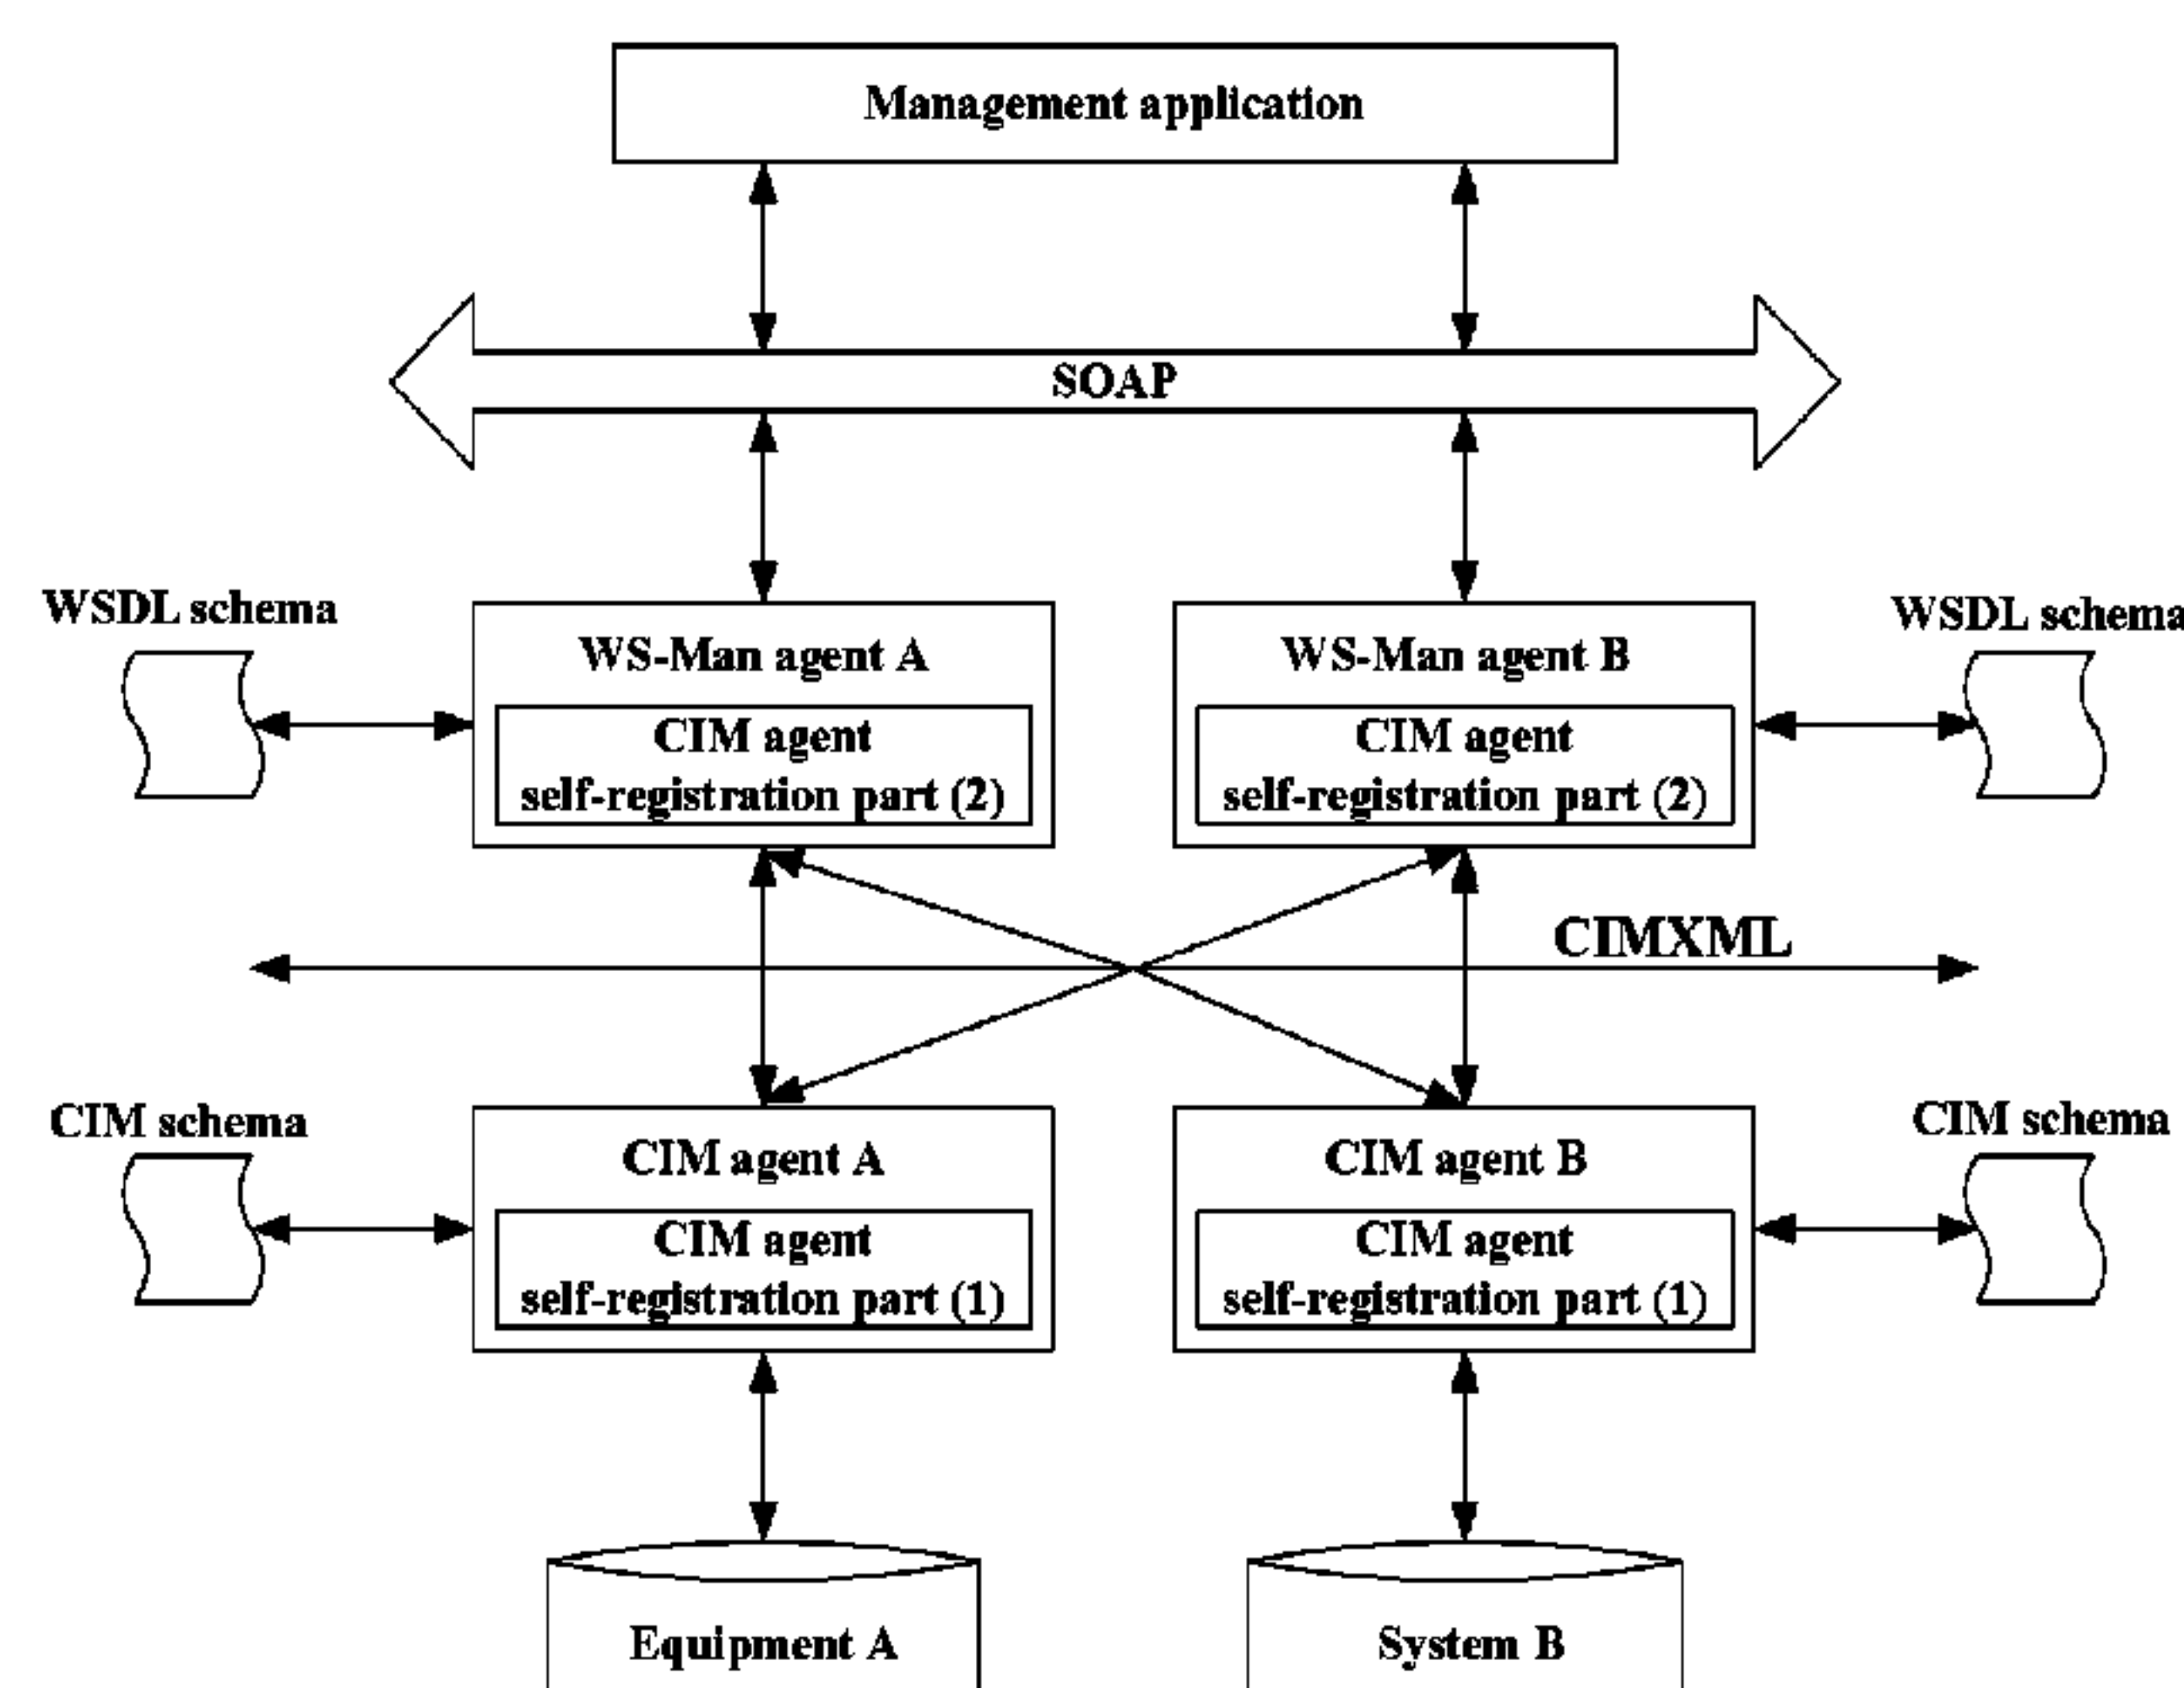 Management application
SOAP
WSDL schema
WS-Man agent A
CIM agent
self-registration part (2)
WS-Man agent B
CIM agent
self-registration part (2)
WSDL schema
CIMXML
CIM schema
CIM agent A
CIM agent
self-registration part (1)
CIM agent B
CIM agent
self-registration part (1)
CIM schema
Equipment A
System B